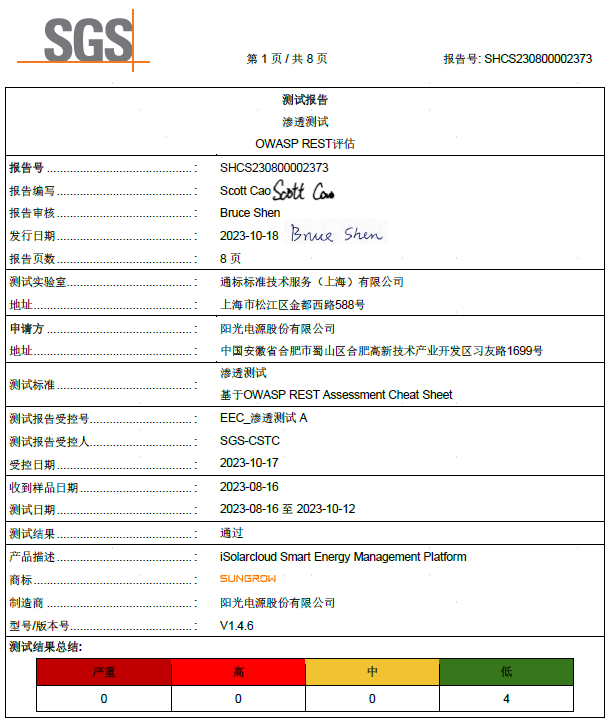 SGS
第 1 页 / 共 8 页 报告号: SHCS230800002373
测试报告
渗透测试
OWASP REST评估
报告号 ........................................ : SHCS230800002373
报告编写 ........................................ : Scott Cao Scott Cao
报告审核 ........................................ : Bruce Shen
发行日期 ........................................ : 2023-10-18 Bruce Shen
报告页数 ........................................ : 8 页
测试实验室 ........................................ : 通标标准技术服务（上海）有限公司
地址 ........................................ : 上海市松江区金都西路588号
申请方 ........................................ : 阳光电源股份有限公司
地址 ........................................ : 中国安徽省合肥市蜀山区合肥高新技术产业开发区习友路1699号
测试标准 ........................................ : 渗透测试
基于OWASP REST Assessment Cheat Sheet
测试报告受控号 ........................................ : EEC_渗透测试 A
测试报告受控人 ........................................ : SGS-CSTC
受控日期 ........................................ : 2023-10-17
收到样品日期 ........................................ : 2023-08-16
测试日期 ........................................ : 2023-08-16 至 2023-10-12
测试结果 ........................................ : 通过
产品描述 ........................................ : iSolarcloud Smart Energy Management Platform
商标 ........................................ : SUNGROW
制造商 ........................................ : 阳光电源股份有限公司
型号/版本号 ........................................ : V1.4.6
测试结果总结:
严重 高 中 低
0 0 0 4